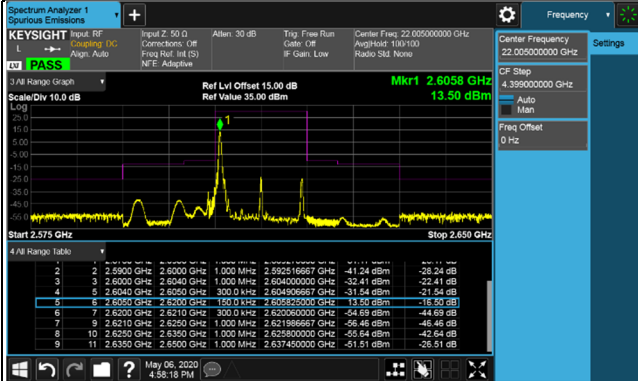 Spectrum Analyzer 1
Spurious Emissions
Frequency
KEYSIGHT
Input: RF
Coupling: DC
Align: Auto
L
LV PASS
Input Z: 50 Ω
Corrections: Off
Freq Ref: Int (S)
NFE: Adaptive
Atten: 30 dB
Trig: Free Run
Gate: Off
IF Gain: Low
Center Freq: 22.005000000 GHz
Avg|Hold: 100/100
Radio Std: None
Center Frequency
22.005000000 GHz
Settings
CF Step
4.399000000 GHz
Auto
Man
Freq Offset
0 Hz
3 All Range Graph
Ref Lvl Offset 15.00 dB
Mkr1 2.6058 GHz
Scale/Div 10.0 dB
Ref Value 35.00 dBm
13.50 dBm
Log
25.0
15.0
5.00
-5.00
-15.0
-25.0
-35.0
-45.0
-55.0
1
Start 2.575 GHz
Stop 2.650 GHz
4 All Range Table
2 2 2.5900 GHz 2.6000 GHz 1.000 MHz 2.592516667 GHz -41.24 dBm -28.24 dB
3 3 2.6000 GHz 2.6040 GHz 1.000 MHz 2.604000000 GHz -32.41 dBm -22.41 dB
4 5 2.6040 GHz 2.6050 GHz 300.0 kHz 2.604906667 GHz -31.54 dBm -21.54 dB
5 6 2.6050 GHz 2.6200 GHz 150.0 kHz 2.605825000 GHz 13.50 dBm -16.50 dB
6 7 2.6200 GHz 2.6210 GHz 300.0 kHz 2.620060000 GHz -54.69 dBm -44.69 dB
7 9 2.6210 GHz 2.6250 GHz 1.000 MHz 2.621986667 GHz -56.46 dBm -46.46 dB
8 10 2.6250 GHz 2.6350 GHz 1.000 MHz 2.625800000 GHz -55.64 dBm -42.64 dB
9 11 2.6350 GHz 2.6500 GHz 1.000 MHz 2.637450000 GHz -51.51 dBm -26.51 dB
May 06, 2020
4:58:18 PM